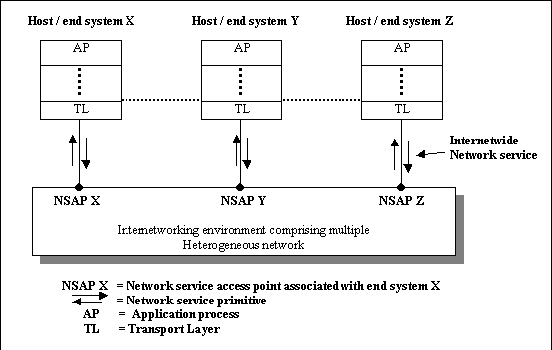 Host / end system X
Host / end system Y
Host / end system Z
AP
AP
AP
TL
TL
TL
Internetwide
Network service
NSAP X
NSAP Y
NSAP Z
Internetworking environment comprising multiple
Heterogeneous network
NSAP X = Network service access point associated with end system X
= Network service primitive
AP = Application process
TL = Transport Layer